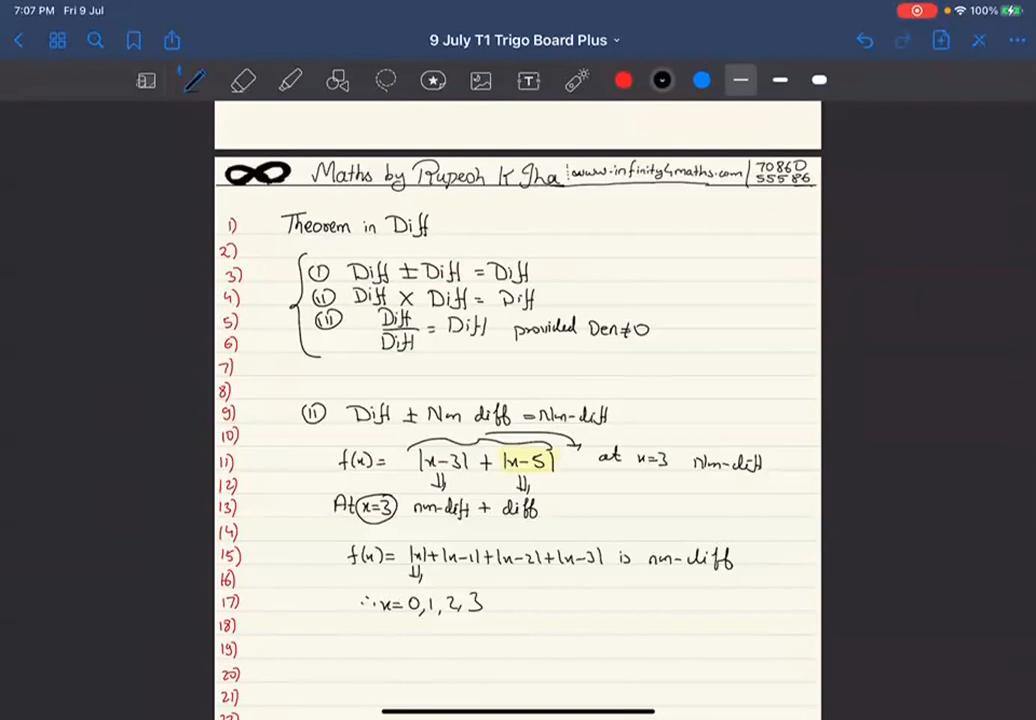 7:07 PM Fri 9 Jul
100%
9 July T1 Trigo Board Plus
Maths by Rupesh K Jha www.infinity4maths.com 70860 55586
1) Theorem in Diff
2)
3) (i) Diff ± Diff = Diff
4) (ii) Diff × Diff = Diff
5) (iii) Diff/Diff = Diff provided Den≠0
6)
7)
8)
9) (ii) Diff ± Non diff = Non-diff
10)
11) f(x) = |x-3| + |x-5| at x=3 Non-diff
12)
13) At x=3 non-diff + diff
14)
15) f(x) = |x|+|x-1|+|x-2|+|x-3| is non-diff
16)
17) ∴x = 0,1,2,3
18)
19)
20)
21)